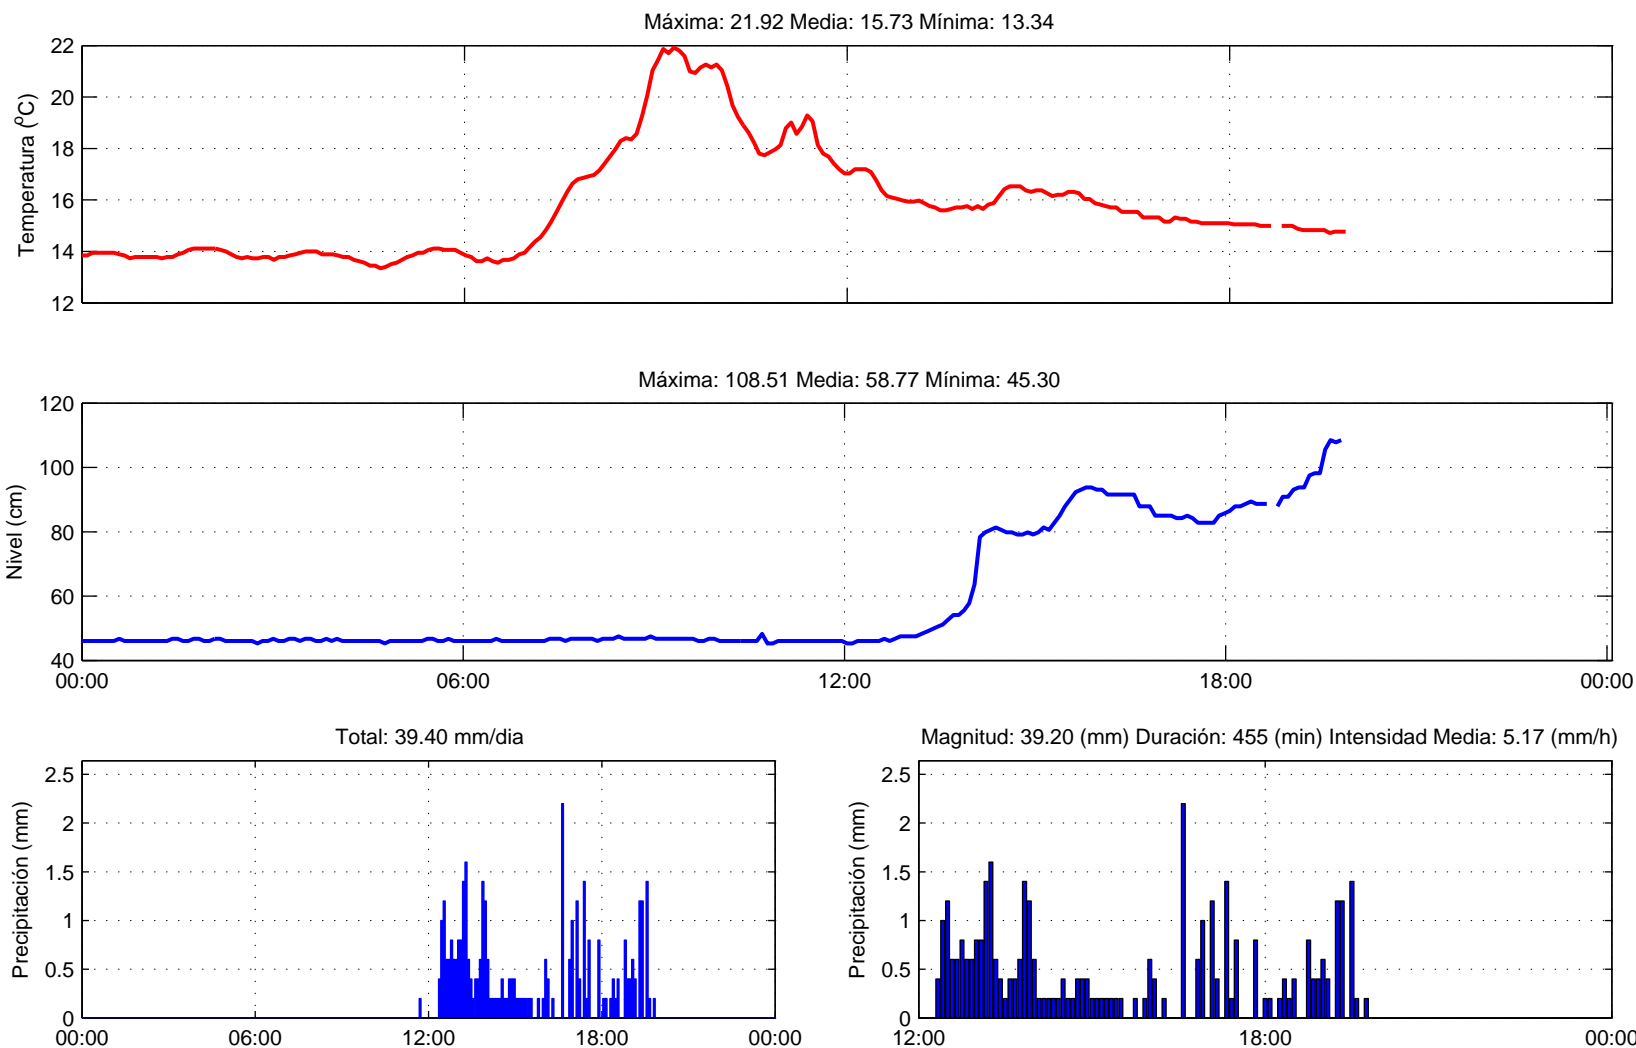 Máxima: 21.92 Media: 15.73 Mínima: 13.34
Temperatura (ºC)
22
20
18
16
14
12
Máxima: 108.51 Media: 58.77 Mínima: 45.30
Nivel (cm)
120
100
80
60
40
00:00 06:00 12:00 18:00 00:00
Total: 39.40 mm/dia
Precipitación (mm)
2.5
2
1.5
1
0.5
0
00:00 06:00 12:00 18:00 00:00
Magnitud: 39.20 (mm) Duración: 455 (min) Intensidad Media: 5.17 (mm/h)
Precipitación (mm)
2.5
2
1.5
1
0.5
0
12:00 18:00 00:00